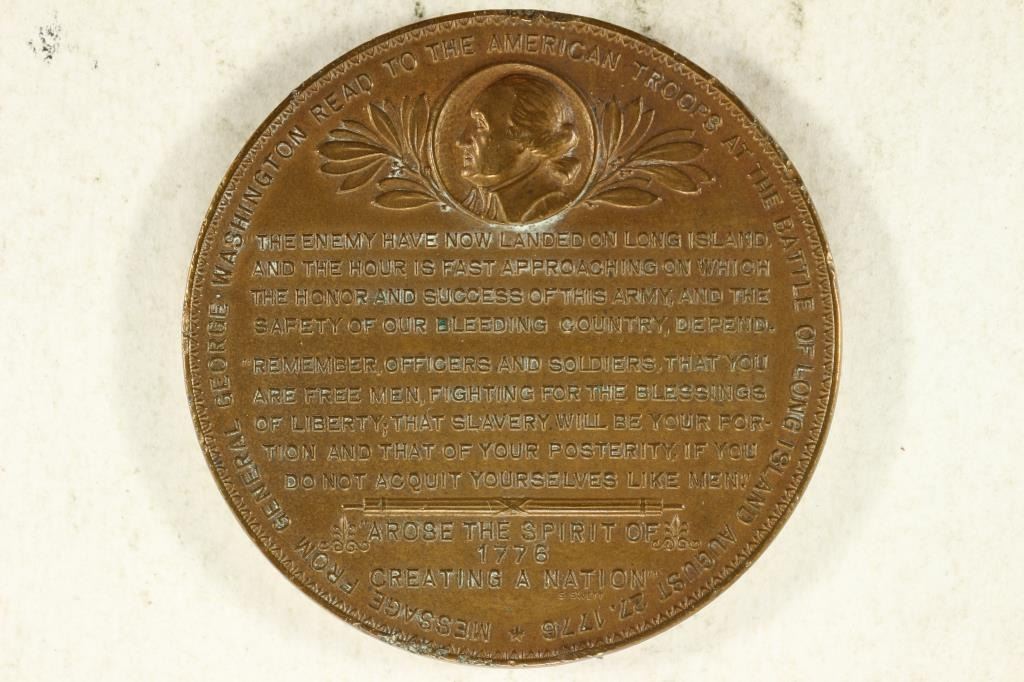 MESSAGE, FROM GENERAL GEORGE · WASHINGTON READ TO THE AMERICAN TROOPS AT THE BATTLE OF LONG ISLAND AUGUST 27, 1776 ★
THE ENEMY HAVE NOW LANDED ON LONG ISLAND,
AND THE HOUR IS FAST APPROACHING ON WHICH
THE HONOR AND SUCCESS OF THIS ARMY, AND THE
SAFETY OF OUR BLEEDING COUNTRY, DEPEND.
"REMEMBER, OFFICERS AND SOLDIERS, THAT YOU
ARE FREE MEN, FIGHTING FOR THE BLESSINGS
OF LIBERTY; THAT SLAVERY, WILL BE YOUR POR-
TION AND THAT OF YOUR POSTERITY, IF YOU
DO NOT ACQUIT YOURSELVES LIKE MEN."
"AROSE THE SPIRIT OF
1776
CREATING A NATION"